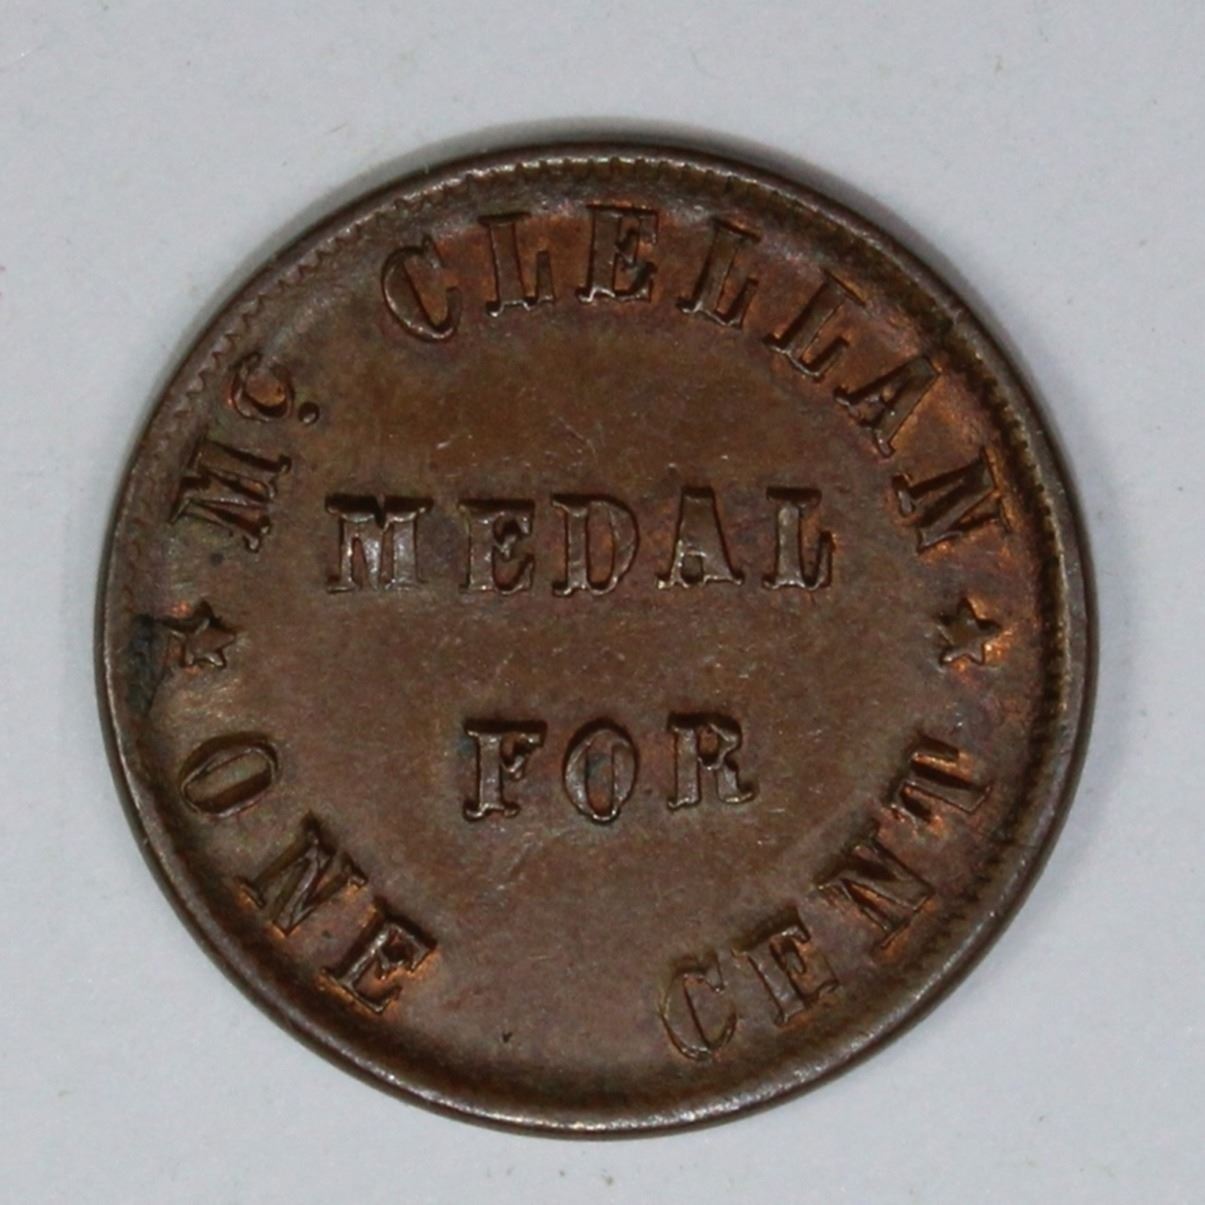 Mc. CLELLAN
MEDAL
FOR
ONE CENT